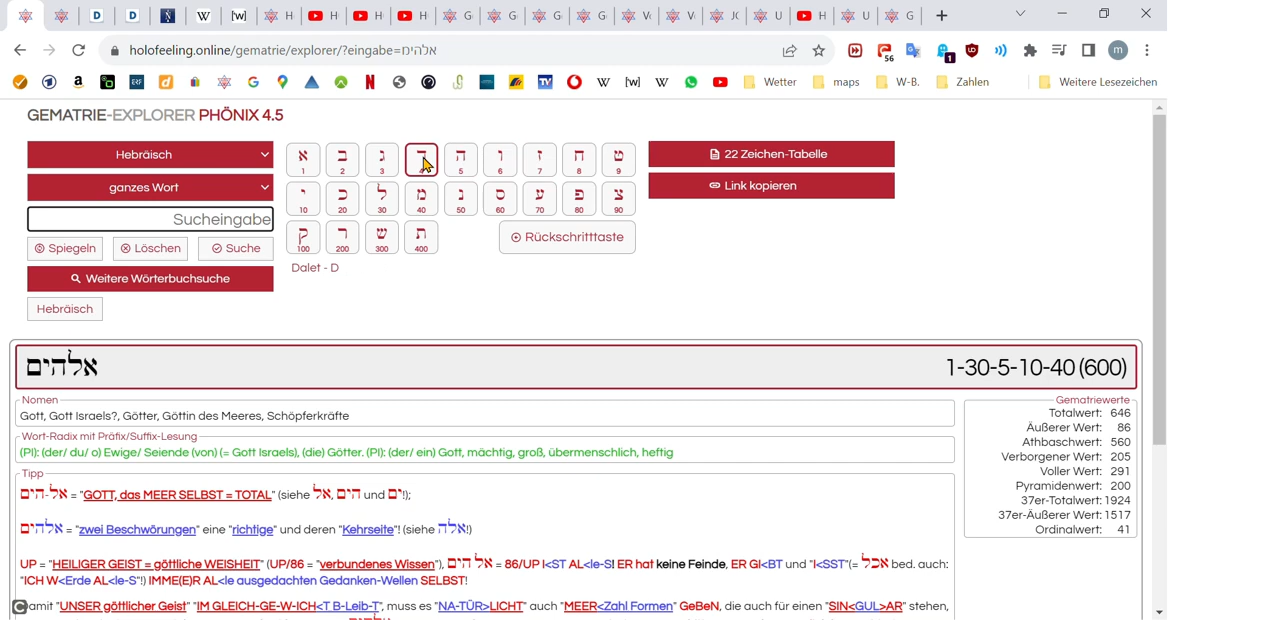 holofeeling.online/gematrie/explorer/?eingabe=אלהים
56
1
m
ERF
TV
W
[w]
W
Wetter
maps
W-B.
Zahlen
Weitere Lesezeichen
GEMATRIE-EXPLORER PHÖNIX 4.5
Hebräisch
ganzes Wort
Sucheingabe
Spiegeln
Löschen
Suche
Weitere Wörterbuchsuche
Hebräisch
א ב ג ד ה ו ז ח ט
1 2 3 4 5 6 7 8 9
י כ ל מ נ ס ע פ צ
10 20 30 40 50 60 70 80 90
ק ר ש ת
100 200 300 400
Rückschritttaste
Dalet - D
22 Zeichen-Tabelle
Link kopieren
אלהים
1-30-5-10-40 (600)
Nomen
Gott, Gott Israels?, Götter, Göttin des Meeres, Schöpferkräfte
Wort-Radix mit Präfix/Suffix-Lesung
(Pl): (der/ du/ o) Ewige/ Seiende (von) (= Gott Israels), (die) Götter. (Pl): (der/ ein) Gott, mächtig, groß, übermenschlich, heftig
Tipp
אל-הים = "GOTT, das MEER SELBST = TOTAL" (siehe אל, הים und ים!);
אלהים = "zwei Beschwörungen" eine "richtige" und deren "Kehrseite"! (siehe אלה!)
UP = "HEILIGER GEIST = göttliche WEISHEIT" (UP/86 = "verbundenes Wissen"), אל הים = 86/UP I<ST AL<le-S! ER hat keine Feinde, ER GI<BT und "I<SST"(= אכל bed. auch:
"ICH W<Erde AL<le-S"!) IMME(E)R AL<le ausgedachten Gedanken-Wellen SELBST!
Damit "UNSER göttlicher Geist" "IM GLEICH-GE-W-ICH<T B-Leib-T", muss es "NA-TÜR>LICHT" auch "MEER<Zahl Formen" GeBeN, die auch für einen "SIN<GUL>AR" stehen,
Gematriewerte
Totalwert: 646
Äußerer Wert: 86
Athbaschwert: 560
Verborgener Wert: 205
Voller Wert: 291
Pyramidenwert: 200
37er-Totalwert: 1924
37er-Äußerer Wert: 1517
Ordinalwert: 41